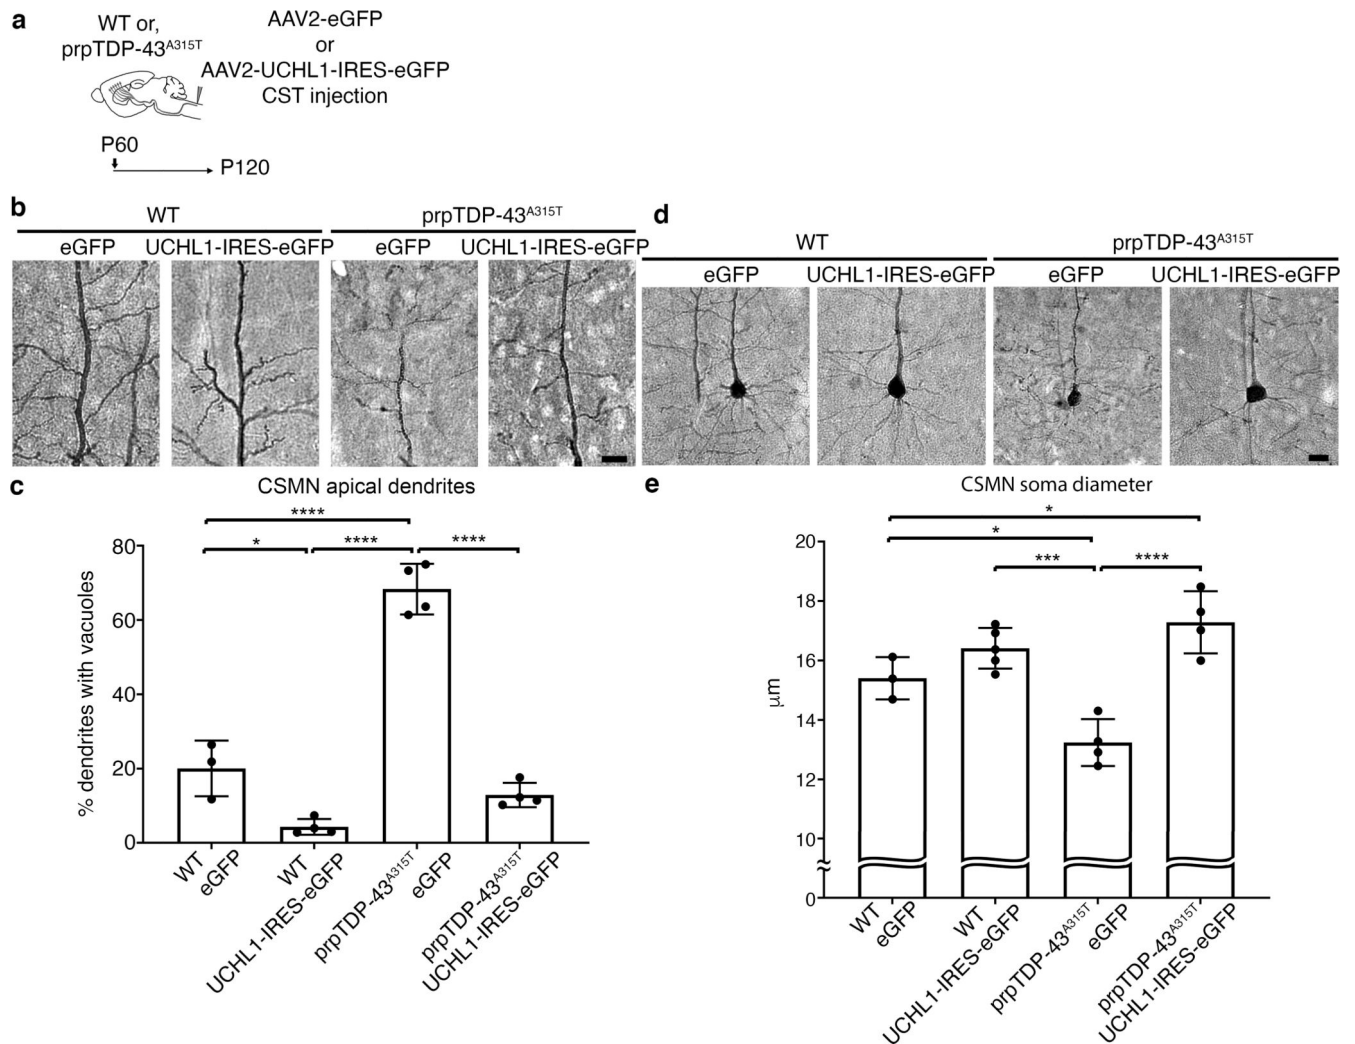 a
WT or,
prpTDP-43A315T
AAV2-eGFP
or
AAV2-UCHL1-IRES-eGFP
CST injection
P60
P120
b
WT
prpTDP-43A315T
eGFP
UCHL1-IRES-eGFP
eGFP
UCHL1-IRES-eGFP
c
CSMN apical dendrites
****
*
****
****
80
60
40
20
0
% dendrites with vacuoles
WT
eGFP
WT
UCHL1-IRES-eGFP
prpTDP-43A315T
eGFP
prpTDP-43A315T
UCHL1-IRES-eGFP
d
WT
prpTDP-43A315T
eGFP
UCHL1-IRES-eGFP
eGFP
UCHL1-IRES-eGFP
e
CSMN soma diameter
*
*
***
****
20
18
16
14
12
10
0
μm
WT
eGFP
WT
UCHL1-IRES-eGFP
prpTDP-43A315T
eGFP
prpTDP-43A315T
UCHL1-IRES-eGFP